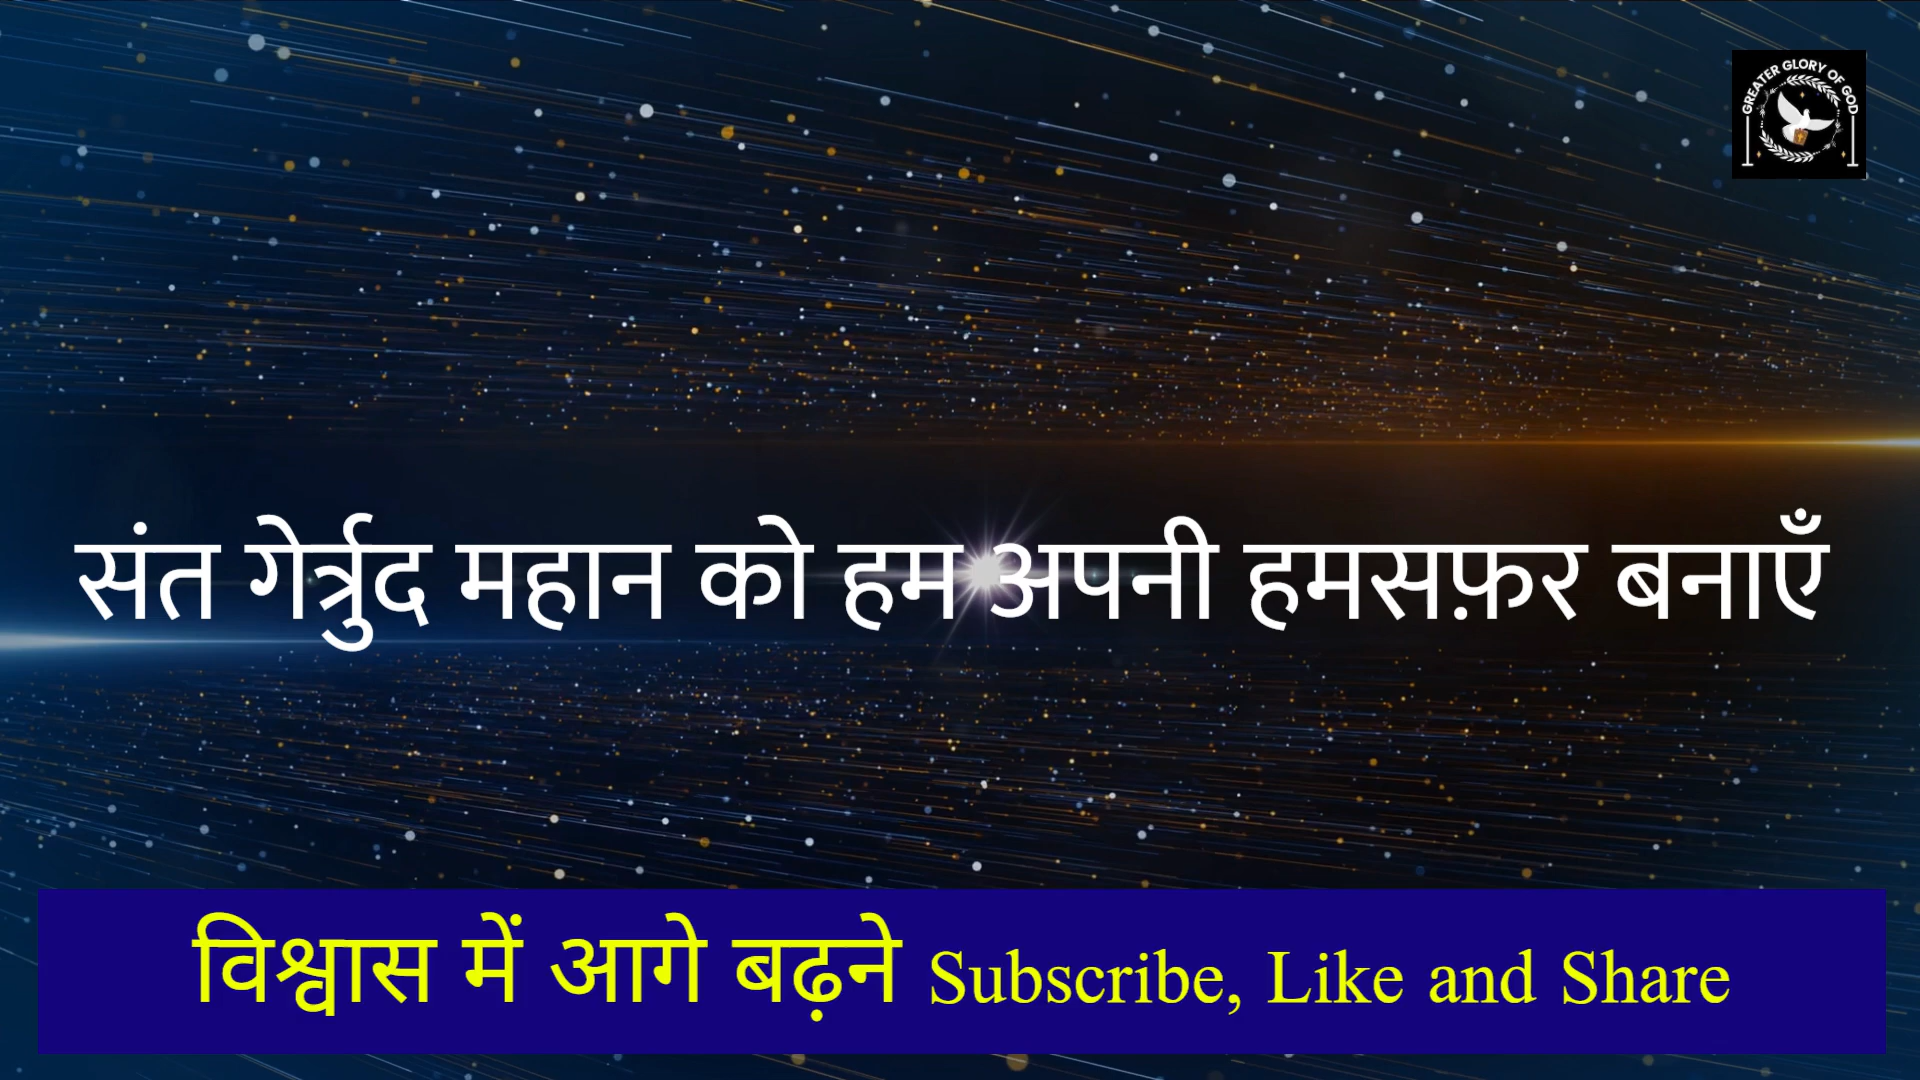 GREATER GLORY OF GOD
संत गेर्त्रुद महान को हम अपनी हमसफ़र बनाएँ
विश्वास में आगे बढ़ने Subscribe, Like and Share